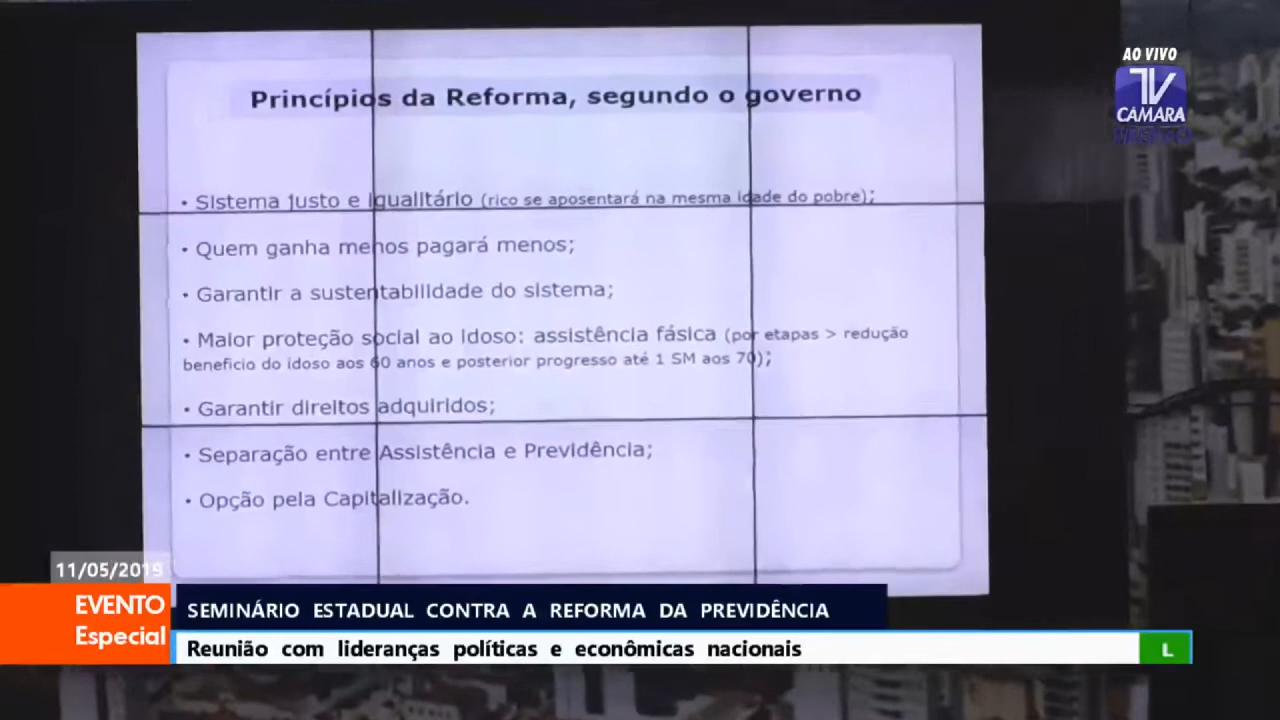 Princípios da Reforma, segundo o governo
• Sistema justo e igualitário (rico se aposentará na mesma idade do pobre);
• Quem ganha menos pagará menos;
• Garantir a sustentabilidade do sistema;
• Maior proteção social ao idoso: assistência fásica (por etapas > redução
beneficio do idoso aos 60 anos e posterior progresso até 1 SM aos 70);
• Garantir direitos adquiridos;
• Separação entre Assistência e Previdência;
• Opção pela Capitalização.
AO VIVO
TV
CÂMARA
11/05/2019
EVENTO
Especial
SEMINÁRIO ESTADUAL CONTRA A REFORMA DA PREVIDÊNCIA
Reunião com lideranças políticas e econômicas nacionais
L